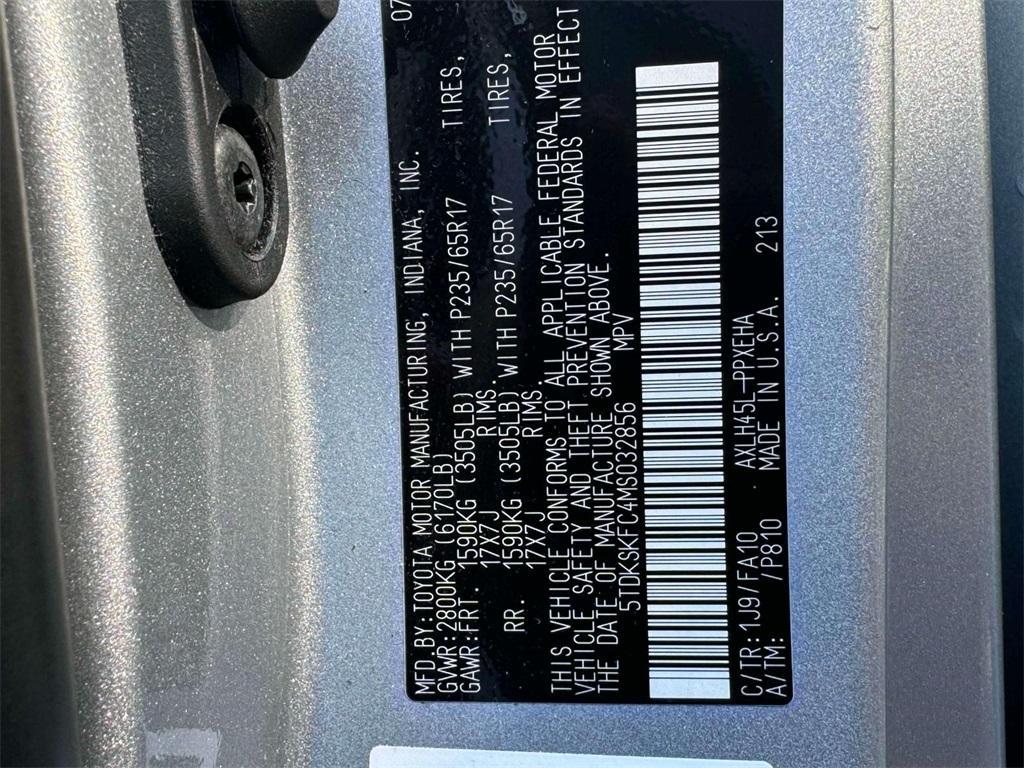 MFD.BY:TOYOTA MOTOR MANUFACTURING, INDIANA, INC. 07
GVWR:2800KG (6170LB)
GAWR:FRT. 1590KG (3505LB) WITH P235/65R17 TIRES,
17X7J RIMS.
RR. 1590KG (3505LB) WITH P235/65R17 TIRES,
17X7J RIMS.
THIS VEHICLE CONFORMS TO ALL APPLICABLE FEDERAL MOTOR
VEHICLE SAFETY AND THEFT PREVENTION STANDARDS IN EFFECT
THE DATE OF MANUFACTURE SHOWN ABOVE.
5TDKSKFC4MS032856 MPV
C/TR:1J9/FA10 AXLH45L-PPXEHA
A/TM: /P810 MADE IN U.S.A. 213